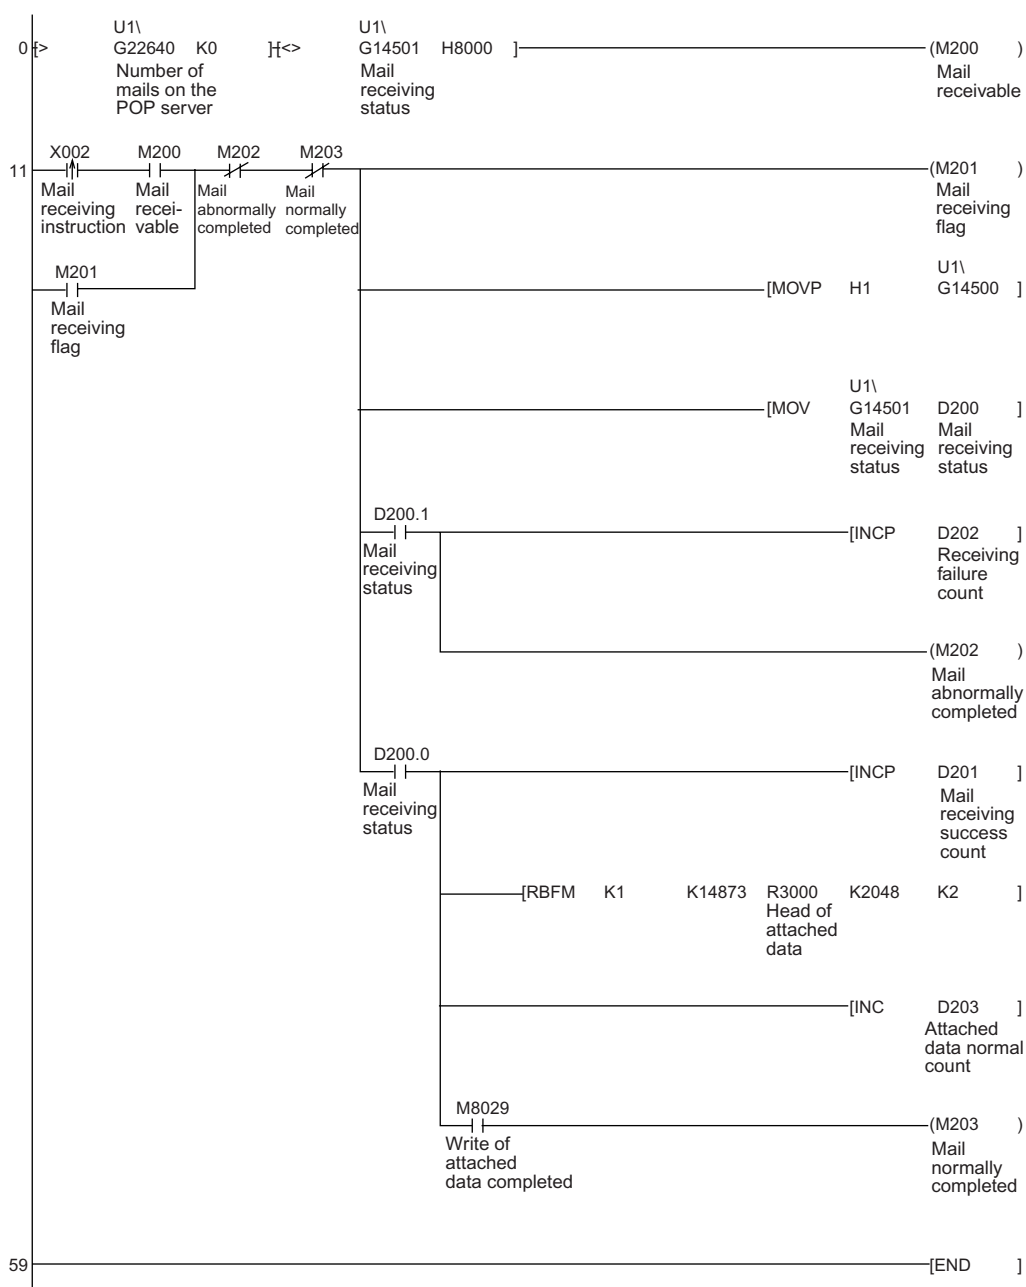 U1\ U1\
0 [> G22640 K0 ][<> G14501 H8000 ] (M200 )
Number of mails on the POP server
Mail receiving status
Mail receivable
X002 M200 M202 M203
11 (M201 )
Mail receiving instruction
Mail recei- vable
Mail abnormally completed
Mail normally completed
Mail receiving flag
M201
Mail receiving flag
U1\
[MOVP H1 G14500 ]
U1\
[MOV G14501 D200 ]
Mail receiving status
Mail receiving status
D200.1
[INCP D202 ]
Mail receiving status
Receiving failure count
(M202 )
Mail abnormally completed
D200.0
[INCP D201 ]
Mail receiving status
Mail receiving success count
[RBFM K1 K14873 R3000 K2048 K2 ]
Head of attached data
[INC D203 ]
Attached data normal count
M8029
(M203 )
Write of attached data completed
Mail normally completed
59 [END ]